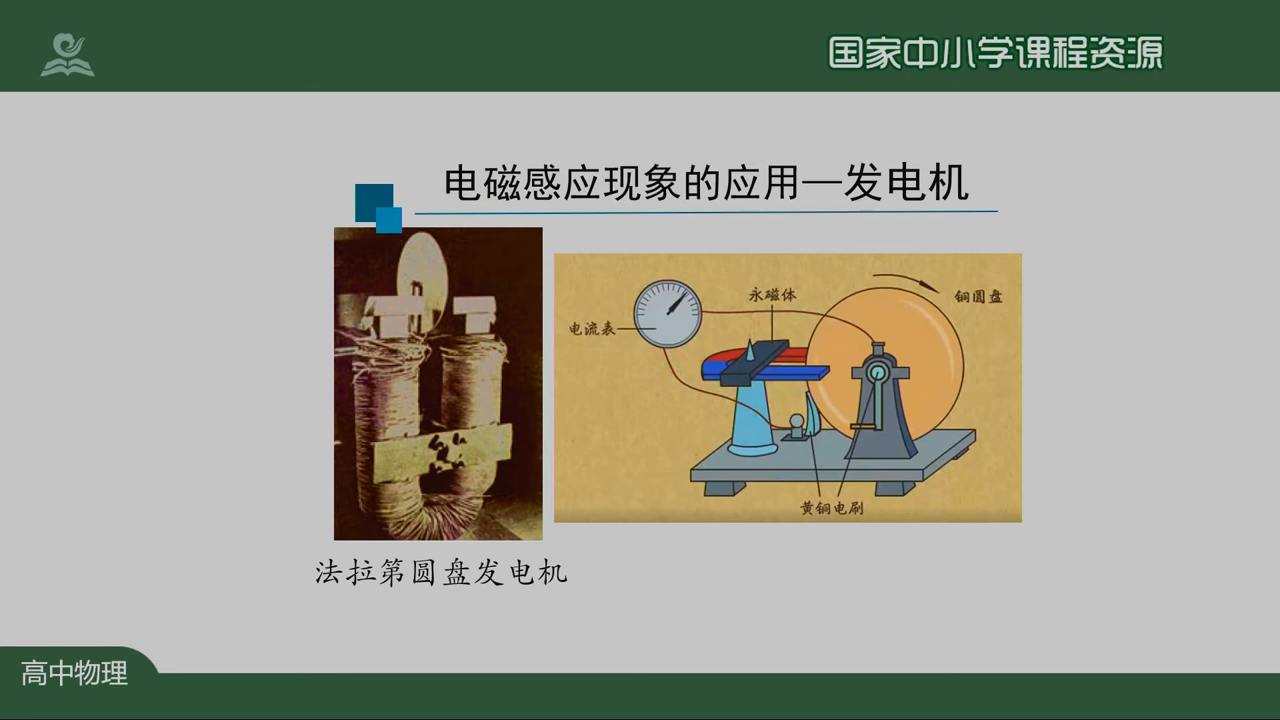 国家中小学课程资源
电磁感应现象的应用—发电机
永磁体
铜圆盘
电流表
黄铜电刷
法拉第圆盘发电机
高中物理